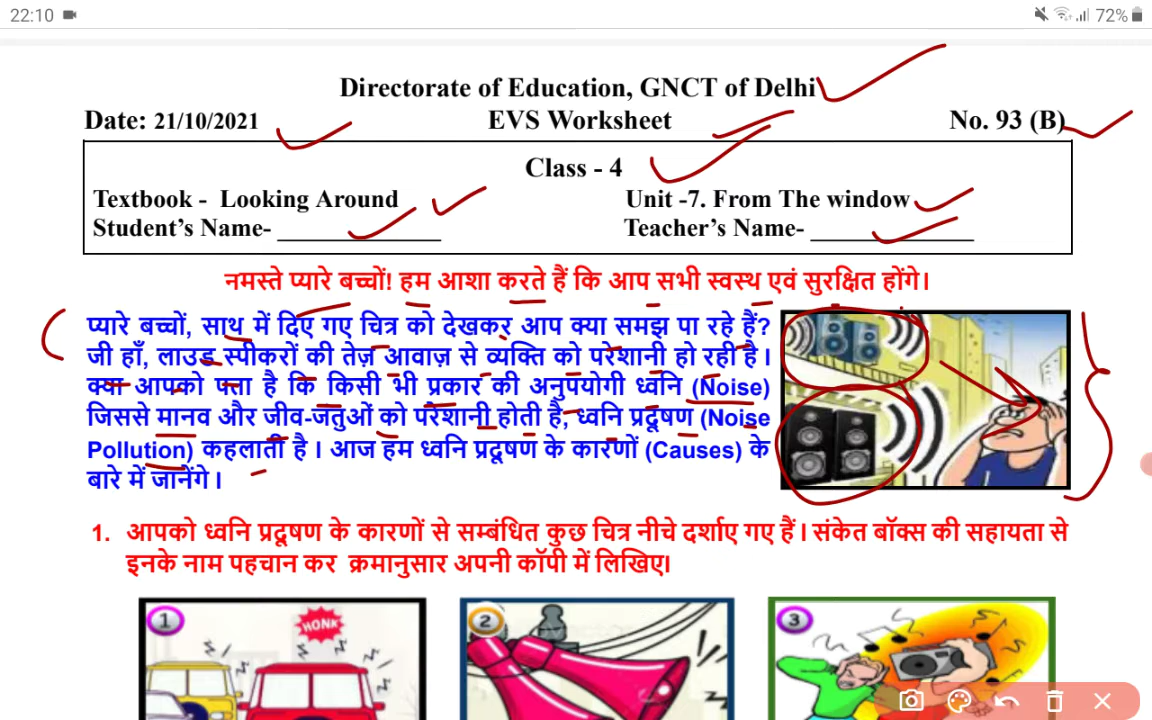 22:10
72%
Directorate of Education, GNCT of Delhi
Date: 21/10/2021 EVS Worksheet No. 93 (B)
Class - 4
Textbook - Looking Around Unit -7. From The window
Student's Name- ______________ Teacher's Name- ______________
नमस्ते प्यारे बच्चों! हम आशा करते हैं कि आप सभी स्वस्थ एवं सुरक्षित होंगे।
प्यारे बच्चों, साथ में दिए गए चित्र को देखकर आप क्या समझ पा रहे हैं?
जी हाँ, लाउड स्पीकरों की तेज़ आवाज़ से व्यक्ति को परेशानी हो रही है।
क्या आपको पता है कि किसी भी प्रकार की अनुपयोगी ध्वनि (Noise)
जिससे मानव और जीव-जंतुओं को परेशानी होती है, ध्वनि प्रदूषण (Noise
Pollution) कहलाती है। आज हम ध्वनि प्रदूषण के कारणों (Causes) के
बारे में जानेंगे।
1. आपको ध्वनि प्रदूषण के कारणों से सम्बंधित कुछ चित्र नीचे दर्शाए गए हैं। संकेत बॉक्स की सहायता से
इनके नाम पहचान कर क्रमानुसार अपनी कॉपी में लिखिए।
1 HONK 2 3